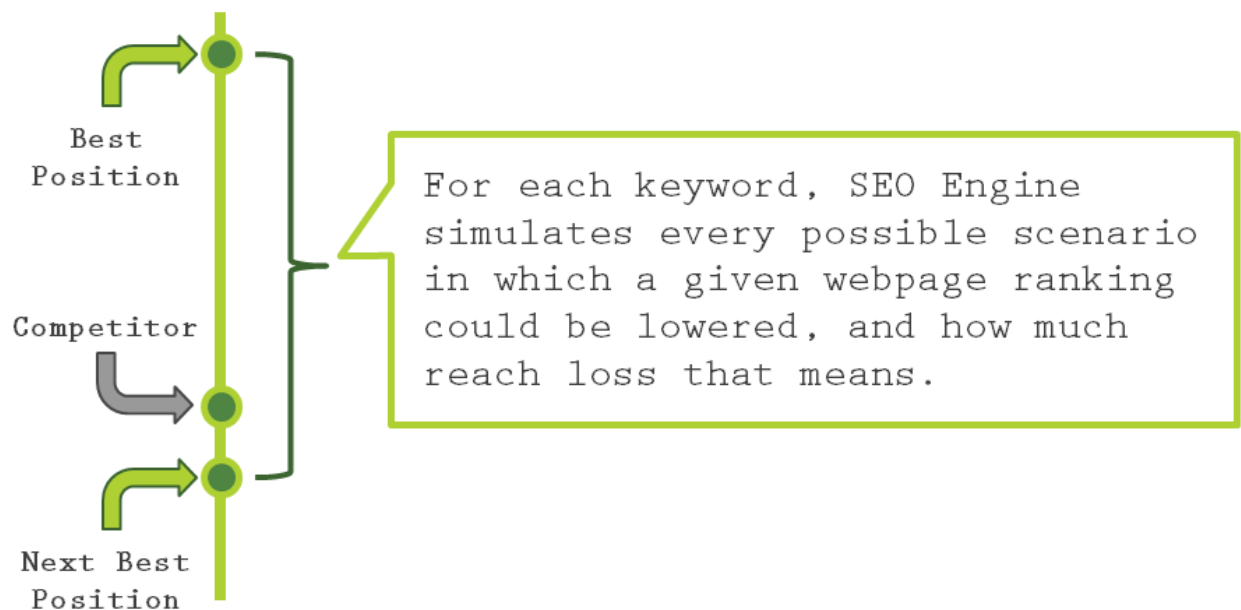 Best
Position
For each keyword, SEO Engine
simulates every possible scenario
in which a given webpage ranking
could be lowered, and how much
reach loss that means.
Competitor
Next Best
Position